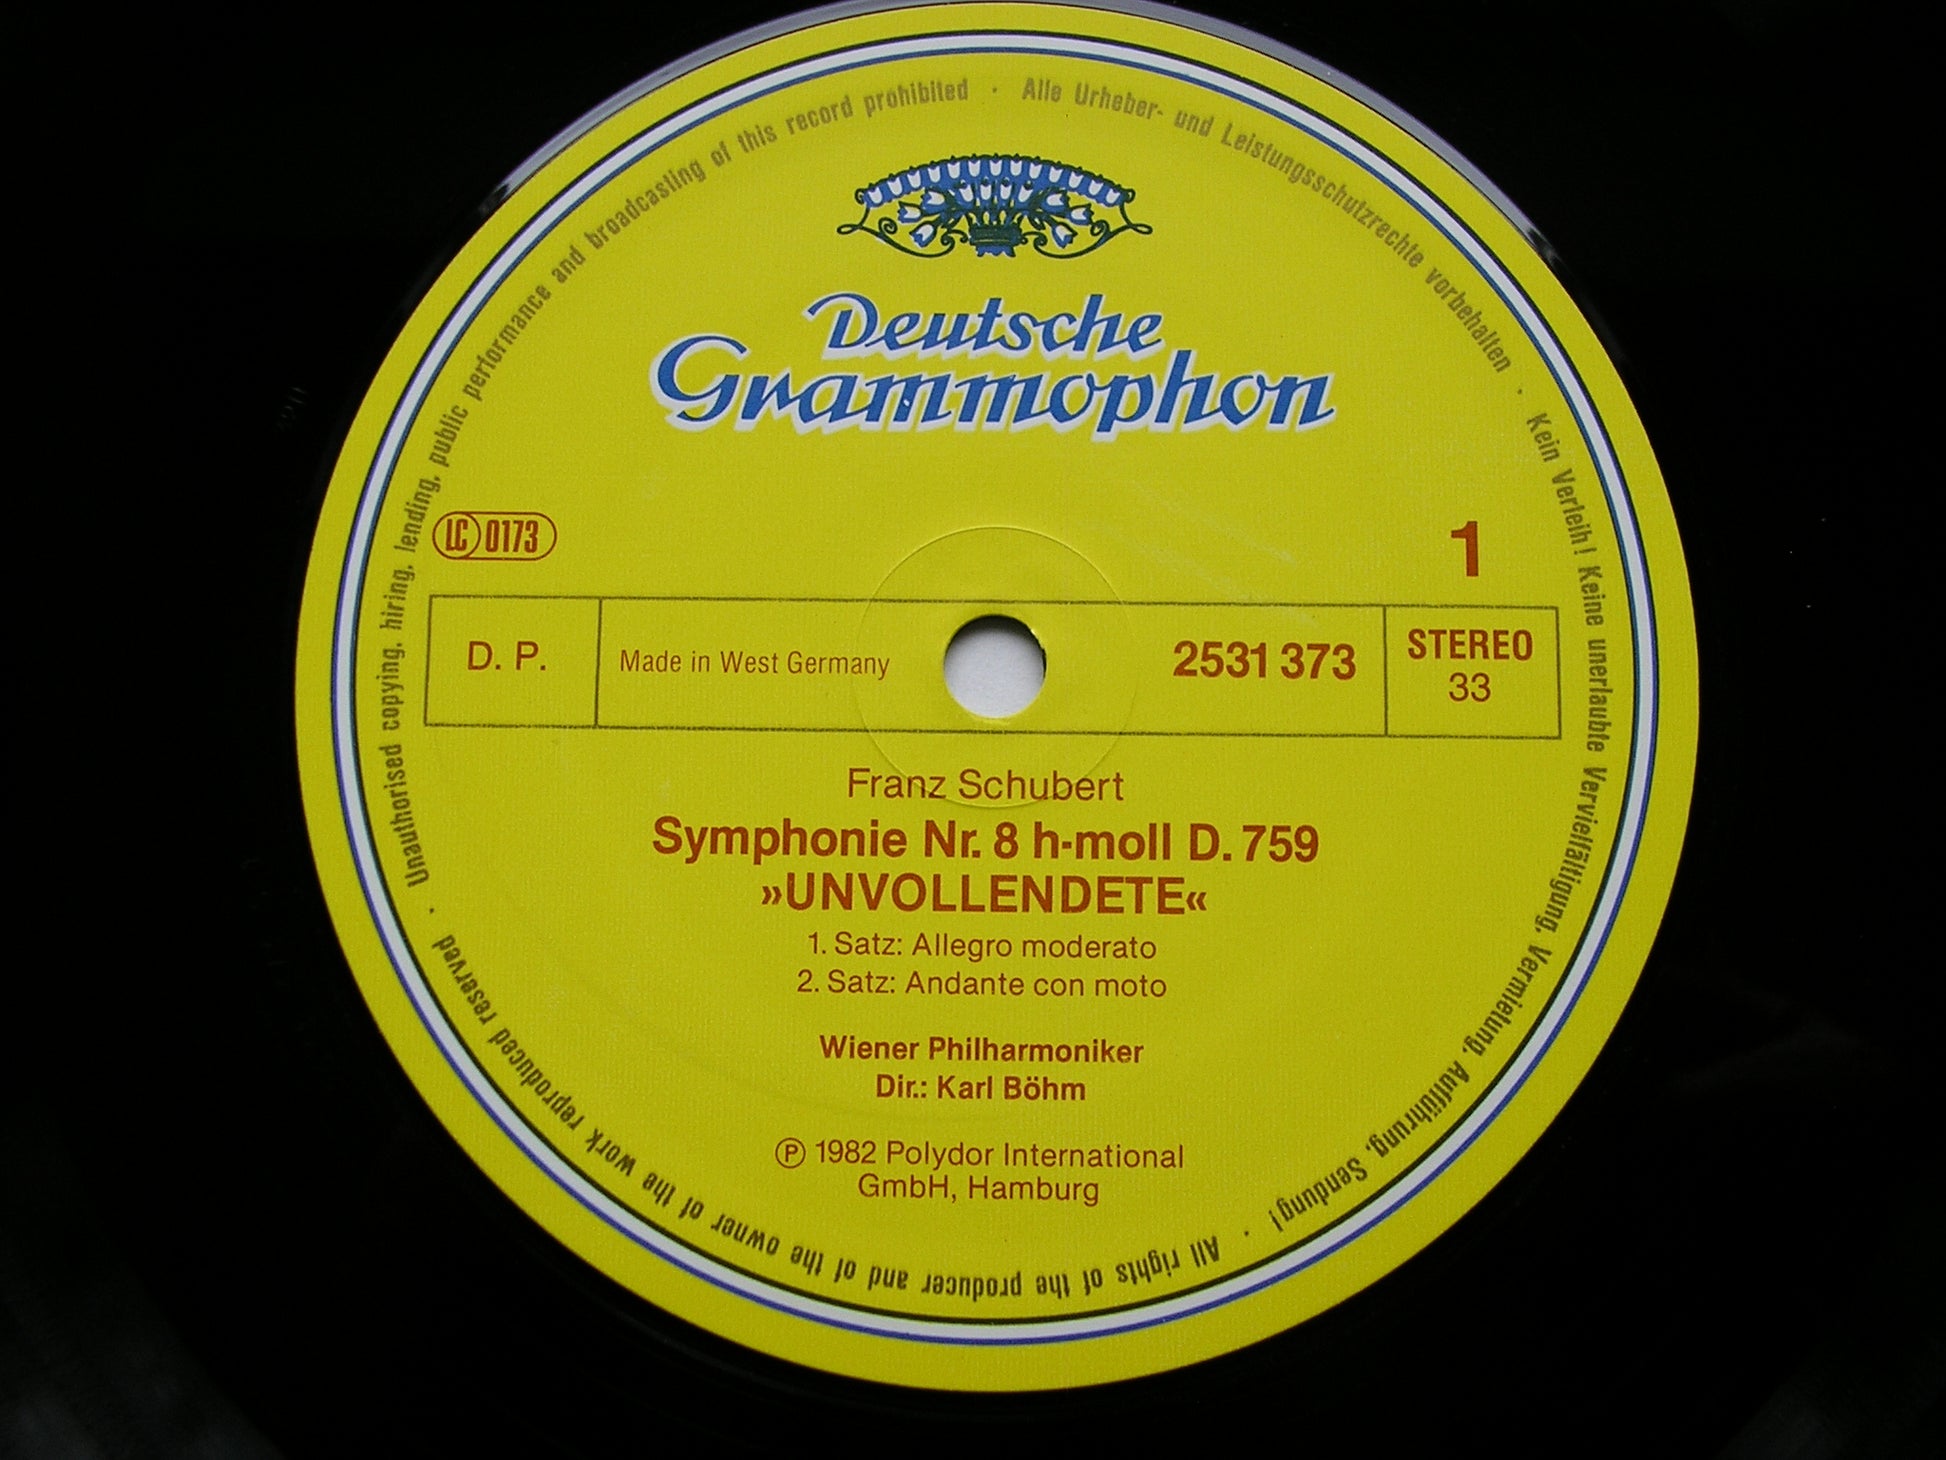 Deutsche
Grammophon
LC 0173
1
D. P.
Made in West Germany
2531 373
STEREO
33
Franz Schubert
Symphonie Nr. 8 h-moll D. 759
»UNVOLLENDETE«
1. Satz: Allegro moderato
2. Satz: Andante con moto
Wiener Philharmoniker
Dir.: Karl Böhm
Ⓟ 1982 Polydor International
GmbH, Hamburg
Alle Urheber- und Leistungsschutzrechte vorbehalten · Kein Verleih! Keine unerlaubte Vervielfältigung, Vermietung, Aufführung, Sendung! · All rights of the producer and of the owner of the work reproduced reserved · Unauthorised copying, hiring, lending, public performance and broadcasting of this record prohibited ·